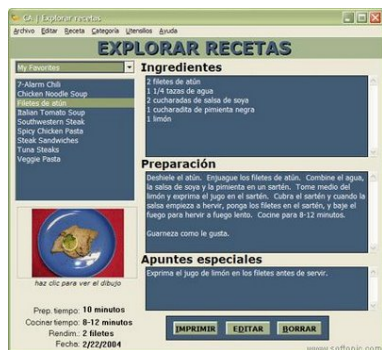 CA | Explorar recetas
Archivo Editar Receta Categoría Utensilios Ayuda
EXPLORAR RECETAS
My Favorites
7-Alarm Chili
Chicken Noodle Soup
Filetes de atún
Italian Tomato Soup
Southwestern Steak
Spicy Chicken Pasta
Steak Sandwiches
Tuna Steaks
Veggie Pasta
haz clic para ver el dibujo
Prep. tiempo: 10 minutos
Cocinar tiempo: 8-12 minutos
Rendim.: 2 filetes
Fecha: 2/22/2004
Ingredientes
2 filetes de atún
1 1/4 tazas de agua
2 cucharadas de salsa de soya
1 cucharadita de pimienta negra
1 limón
Preparación
Deshiele el atún. Enjuague los filetes de atún. Combine el agua,
la salsa de soya y la pimienta en un sartén. Tome medio del
limón y exprima el jugo en el sartén. Cubra el sartén y cuando la
salsa empieza a hervir, ponga los filetes en el sartén, y baje el
fuego para hervir a fuego lento. Cocine para 8-12 minutos.
Guarneza como le gusta.
Apuntes especiales
Exprima el jugo de limón en los filetes antes de servir.
IMPRIMIR EDITAR BORRAR
www.softopic.com